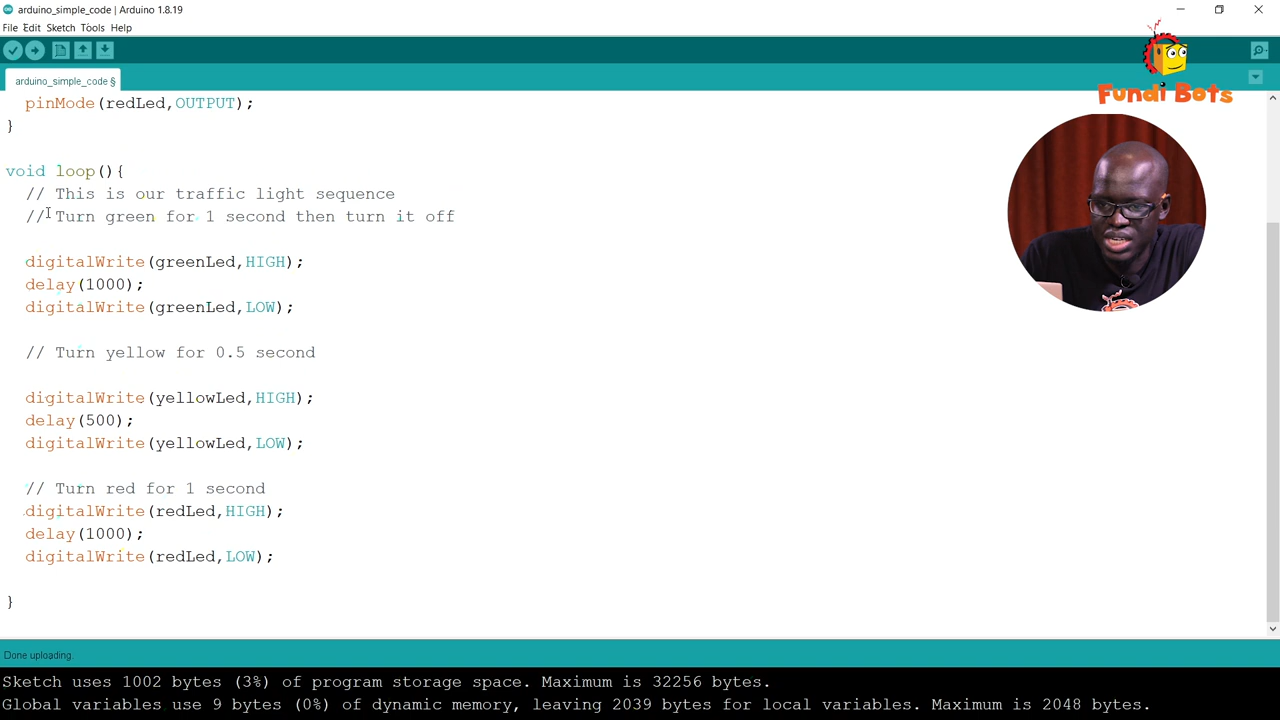 arduino_simple_code | Arduino 1.8.19
File Edit Sketch Tools Help
arduino_simple_code §
FunDi Bots
pinMode(redLed,OUTPUT);
}
void loop(){
// This is our traffic light sequence
// Turn green for 1 second then turn it off
digitalWrite(greenLed,HIGH);
delay(1000);
digitalWrite(greenLed,LOW);
// Turn yellow for 0.5 second
digitalWrite(yellowLed,HIGH);
delay(500);
digitalWrite(yellowLed,LOW);
// Turn red for 1 second
digitalWrite(redLed,HIGH);
delay(1000);
digitalWrite(redLed,LOW);
}
Done uploading.
Sketch uses 1002 bytes (3%) of program storage space. Maximum is 32256 bytes.
Global variables use 9 bytes (0%) of dynamic memory, leaving 2039 bytes for local variables. Maximum is 2048 bytes.